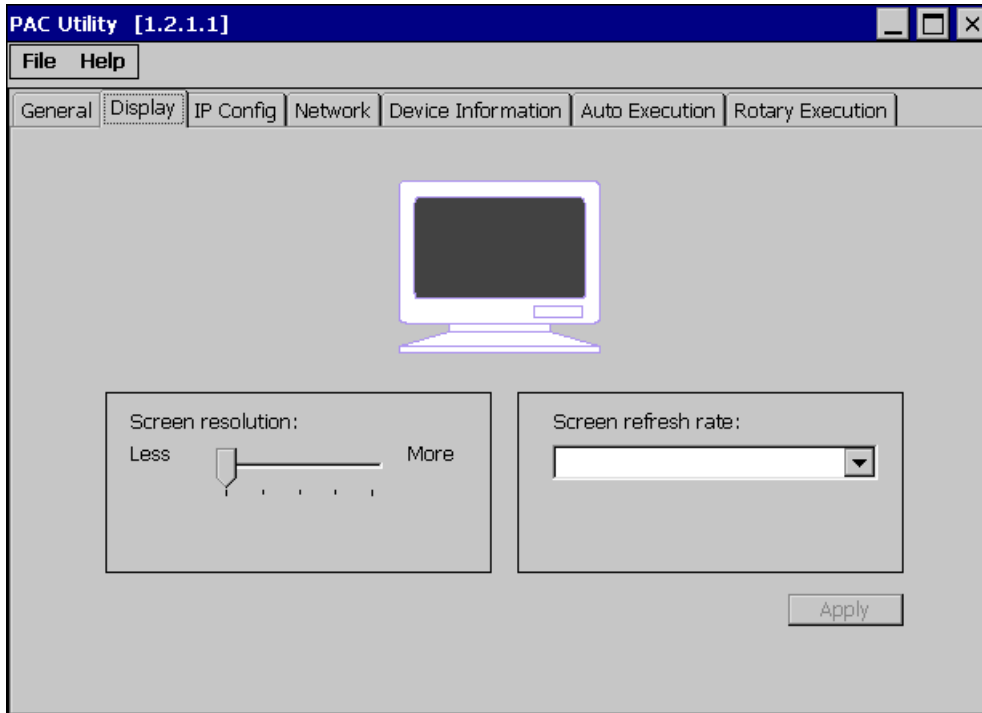 PAC Utility [1.2.1.1]
File Help
General Display IP Config Network Device Information Auto Execution Rotary Execution
Screen resolution:
Less More
Screen refresh rate:
Apply